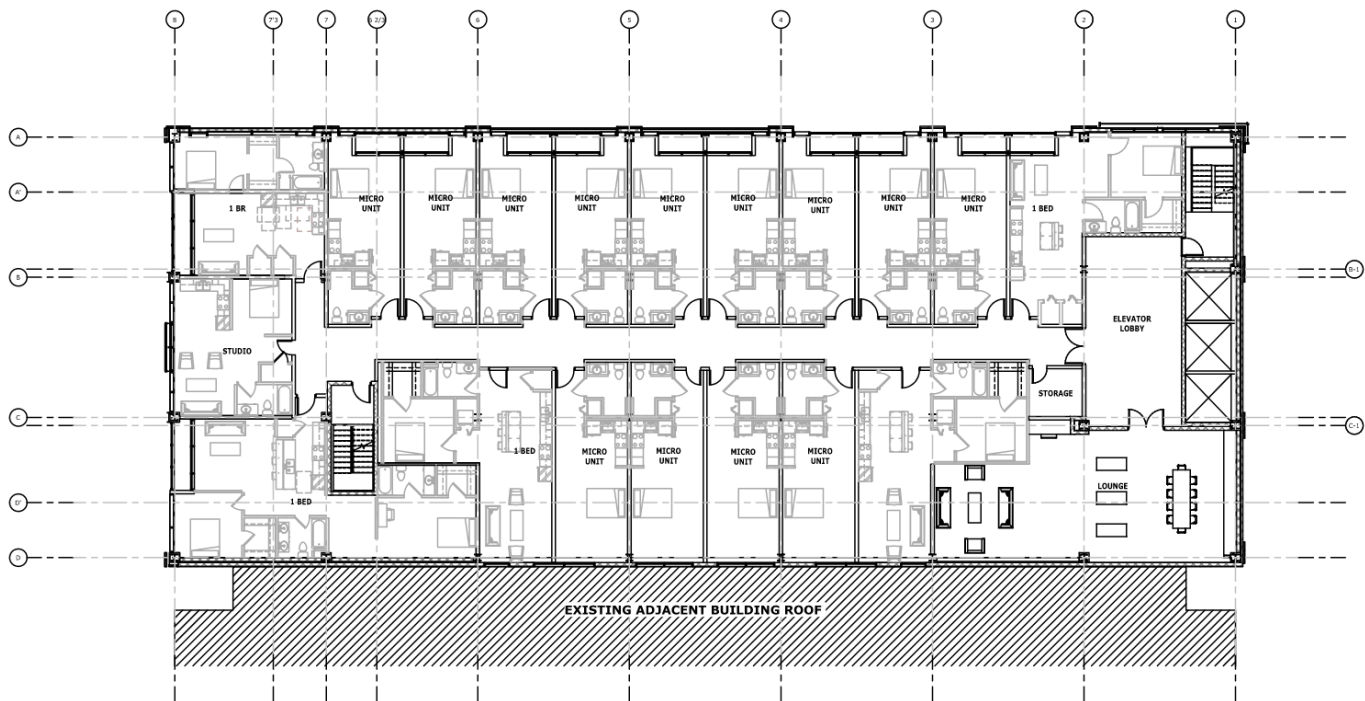 8 7'3 7 6 2/3 6 5 4 3 2 1
A
A'
1 BR
MICRO
UNIT
MICRO
UNIT
MICRO
UNIT
MICRO
UNIT
MICRO
UNIT
MICRO
UNIT
MICRO
UNIT
MICRO
UNIT
MICRO
UNIT
1 BED
B
B-1
ELEVATOR
LOBBY
STUDIO
STORAGE
C
C-1
1 BED
MICRO
UNIT
MICRO
UNIT
MICRO
UNIT
MICRO
UNIT
LOUNGE
D'
1 BED
D
EXISTING ADJACENT BUILDING ROOF